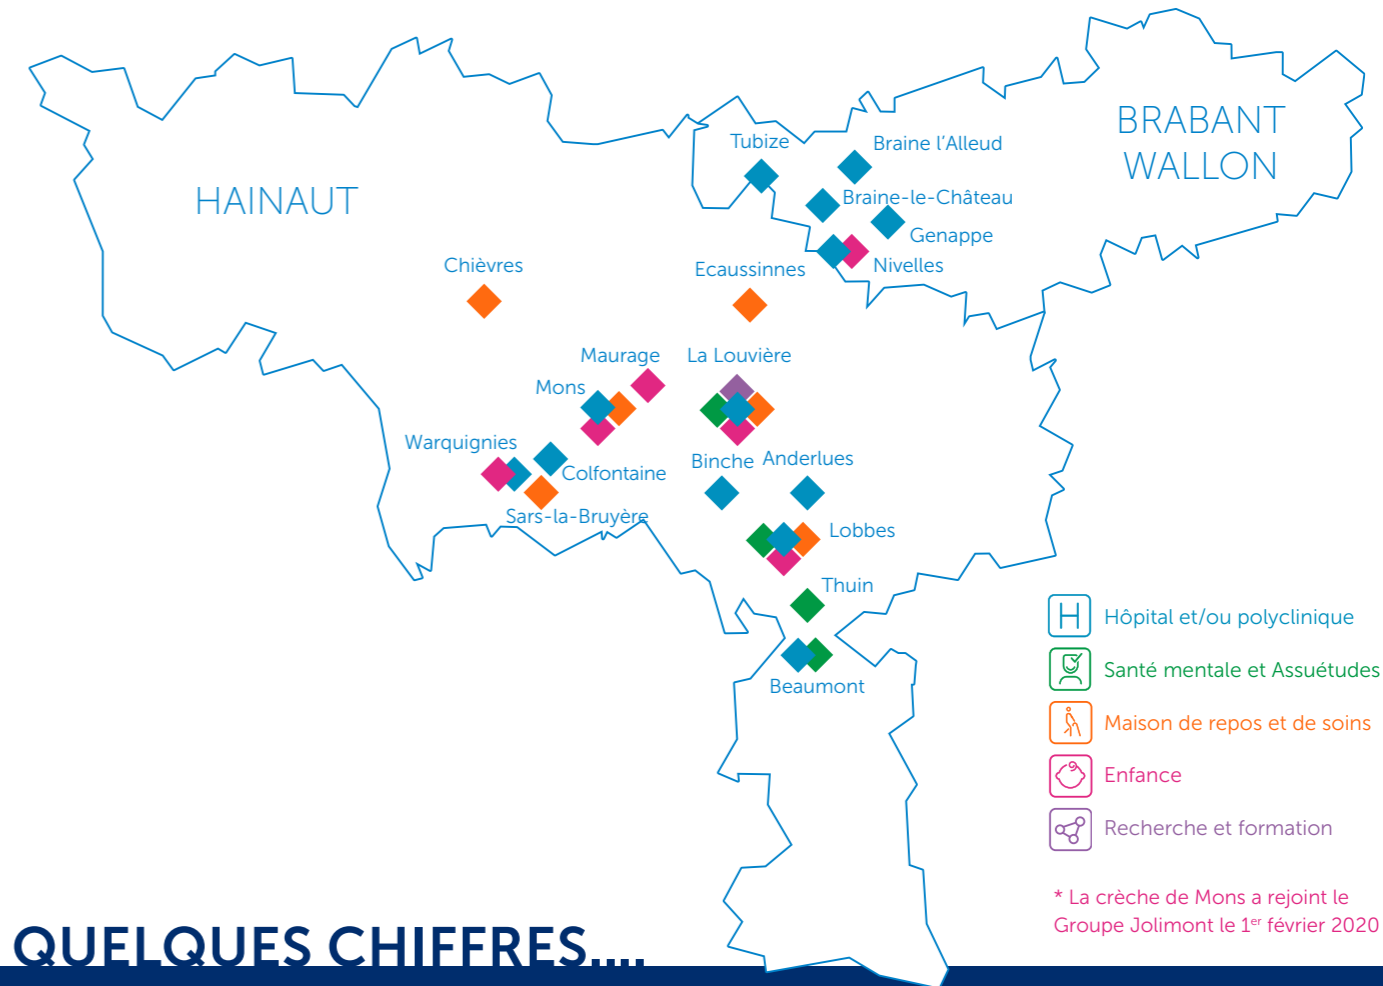 BRABANT
WALLON
Tubize
Braine l'Alleud
HAINAUT
Braine-le-Château
Genappe
Chièvres
Ecaussinnes
Nivelles
Maurage
La Louvière
Mons
Warquignies
Colfontaine
Binche
Anderlues
Sars-la-Bruyère
Lobbes
Thuin
Beaumont
H Hôpital et/ou polyclinique
Santé mentale et Assuétudes
Maison de repos et de soins
Enfance
Recherche et formation
* La crèche de Mons a rejoint le
Groupe Jolimont le 1er février 2020
QUELQUES CHIFFRES....